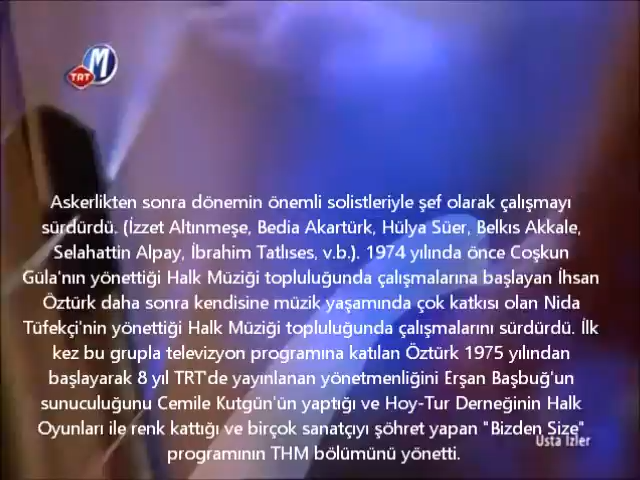 TRT M
Askerlikten sonra dönemin önemli solistleriyle şef olarak çalışmayı
sürdürdü. (İzzet Altınmeşe, Bedia Akartürk, Hülya Süer, Belkıs Akkale,
Selahattin Alpay, İbrahim Tatlıses, v.b.). 1974 yılında önce Coşkun
Güla'nın yönettiği Halk Müziği topluluğunda çalışmalarına başlayan İhsan
Öztürk daha sonra kendisine müzik yaşamında çok katkısı olan Nida
Tüfekçi'nin yönettiği Halk Müziği topluluğunda çalışmalarını sürdürdü. İlk
kez bu grupla televizyon programına katılan Öztürk 1975 yılından
başlayarak 8 yıl TRT'de yayınlanan yönetmenliğini Erşan Başbuğ'un
sunuculuğunu Cemile Kutgün'ün yaptığı ve Hoy-Tur Derneğinin Halk
Oyunları ile renk kattığı ve birçok sanatçıyı şöhret yapan "Bizden Size"
programının THM bölümünü yönetti.
Usta İzler